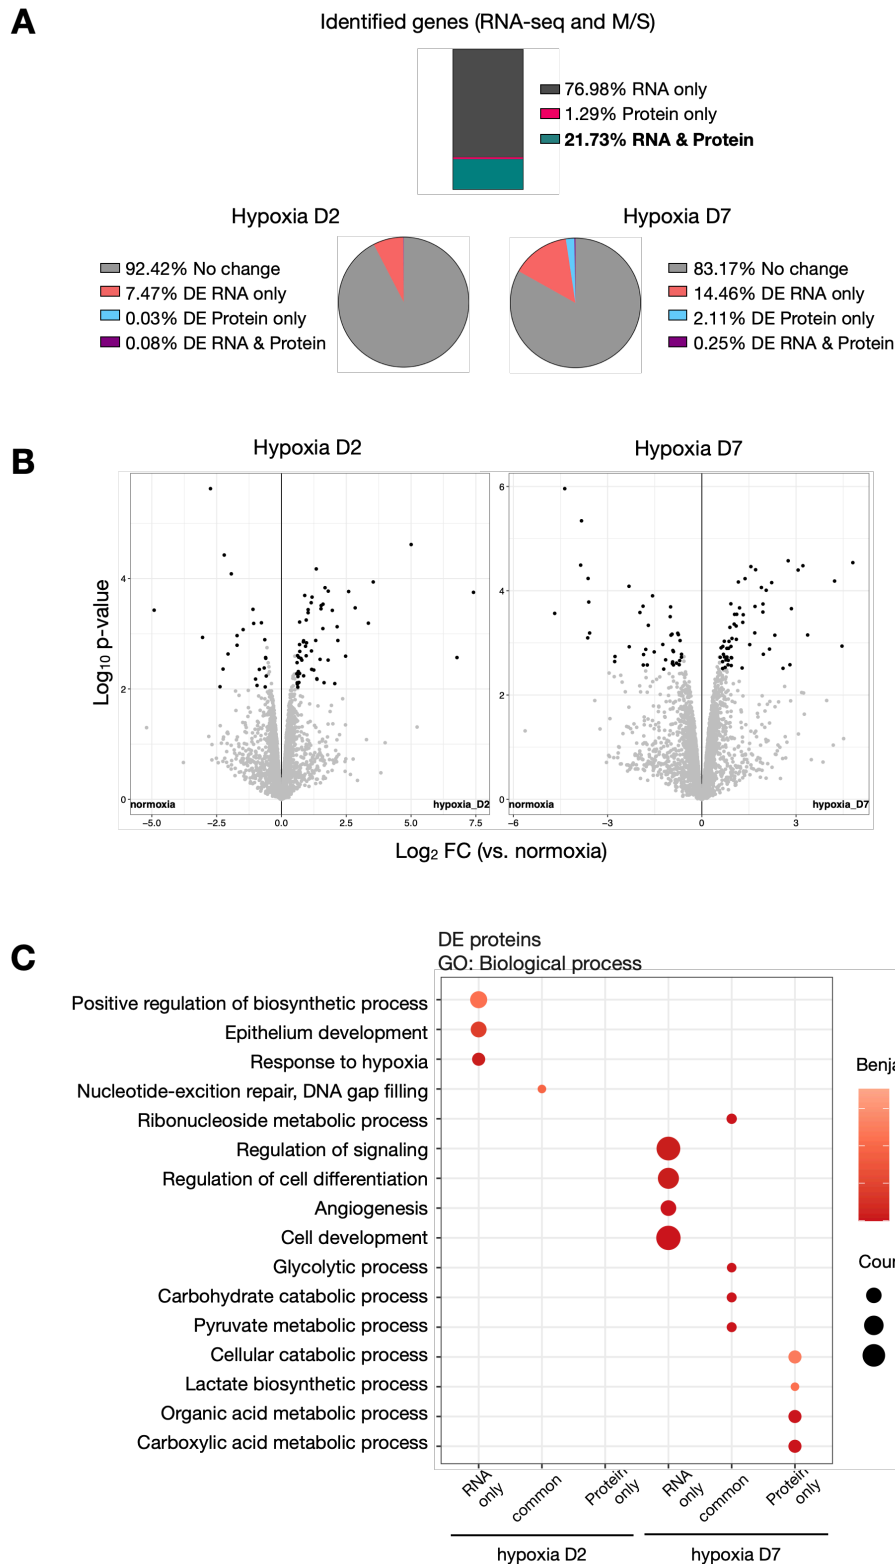 A
Identified genes (RNA-seq and M/S)
76.98% RNA only
1.29% Protein only
21.73% RNA & Protein
Hypoxia D2
Hypoxia D7
92.42% No change
7.47% DE RNA only
0.03% DE Protein only
0.08% DE RNA & Protein
83.17% No change
14.46% DE RNA only
2.11% DE Protein only
0.25% DE RNA & Protein
B
Hypoxia D2
Hypoxia D7
Log10 p-value
4
2
0
normoxia
hypoxia_D2
−5.0
−2.5
0.0
2.5
5.0
7.5
6
4
2
0
normoxia
hypoxia_D7
−6
−3
0
3
Log2 FC (vs. normoxia)
C
DE proteins
GO: Biological process
Positive regulation of biosynthetic process
Epithelium development
Response to hypoxia
Nucleotide-excition repair, DNA gap filling
Ribonucleoside metabolic process
Regulation of signaling
Regulation of cell differentiation
Angiogenesis
Cell development
Glycolytic process
Carbohydrate catabolic process
Pyruvate metabolic process
Cellular catabolic process
Lactate biosynthetic process
Organic acid metabolic process
Carboxylic acid metabolic process
Benja
Cour
RNA
only
common
Protein
only
RNA
only
common
Protein
only
hypoxia D2
hypoxia D7